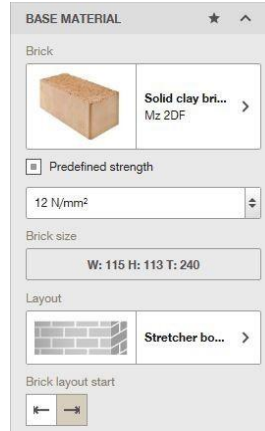 BASE MATERIAL
Brick
Solid clay bri...
Mz 2DF
Predefined strength
12 N/mm²
Brick size
W: 115 H: 113 T: 240
Layout
Stretcher bo...
Brick layout start